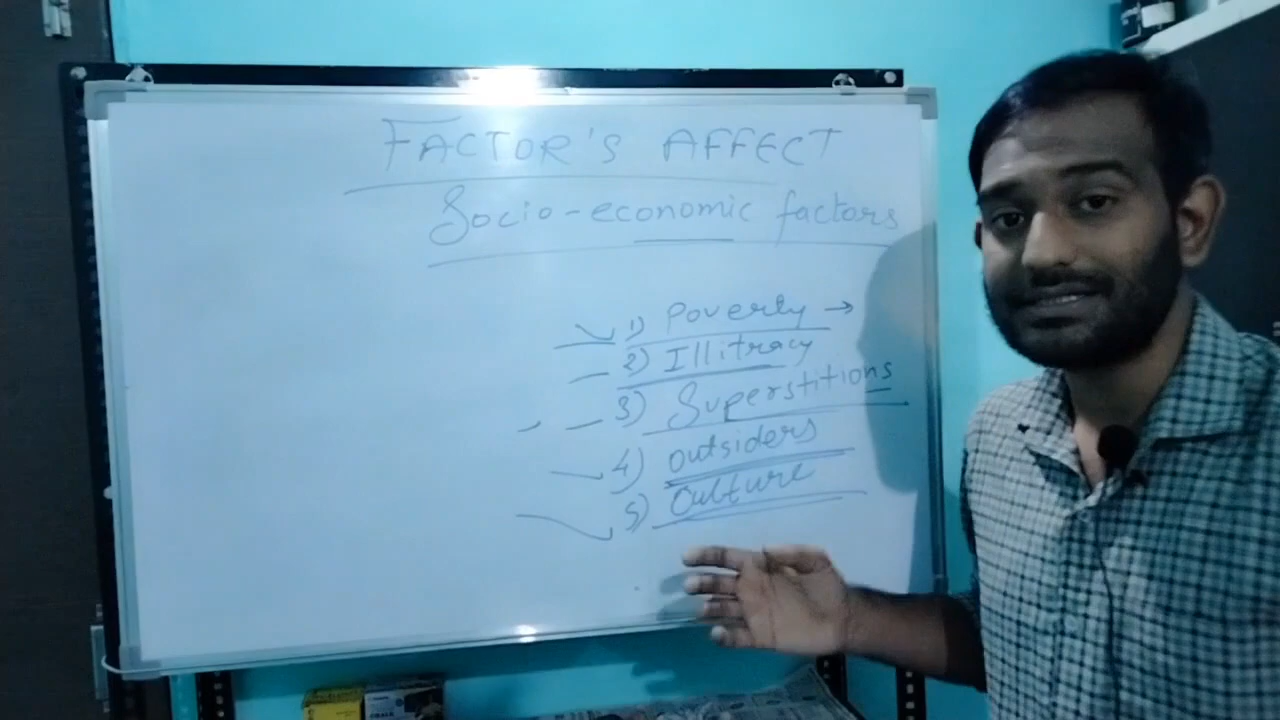 FACTOR'S AFFECT
Socio-economic factors
1) Poverty →
2) Illitracy
3) Superstitions
4) outsiders
5) Culture